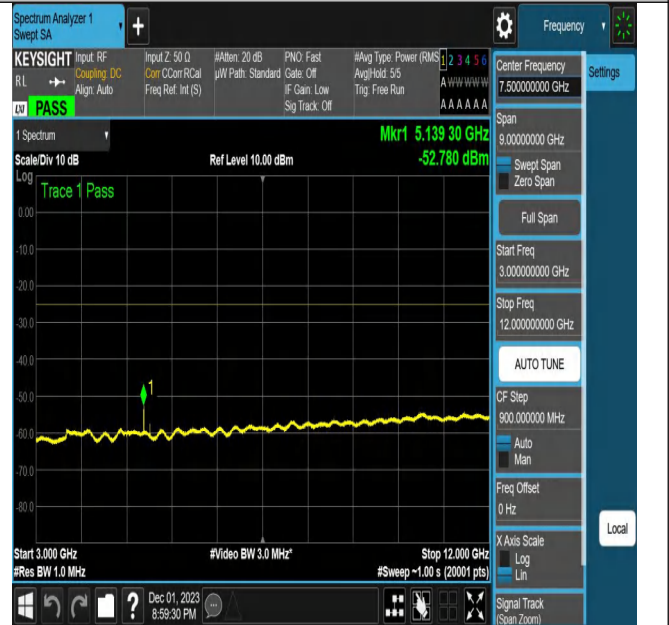 Spectrum Analyzer 1
Swept SA
+
Frequency
KEYSIGHT
RL
LXI PASS
Input: RF
Coupling: DC
Align: Auto
Input Z: 50 Ω
Corr CCorr RCal
Freq Ref: Int (S)
#Atten: 20 dB
µW Path: Standard
PNO: Fast
Gate: Off
IF Gain: Low
Sig Track: Off
#Avg Type: Power (RMS
Avg|Hold: 5/5
Trig: Free Run
1 2 3 4 5 6
A W W W W W
A A A A A A
1 Spectrum
Scale/Div 10 dB
Ref Level 10.00 dBm
Mkr1 5.139 30 GHz
-52.780 dBm
Log
Trace 1 Pass
0.00
-10.0
-20.0
-30.0
-40.0
-50.0
-60.0
-70.0
-80.0
1
Start 3.000 GHz
#Res BW 1.0 MHz
#Video BW 3.0 MHz*
Stop 12.000 GHz
#Sweep ~1.00 s (20001 pts)
Center Frequency
7.500000000 GHz
Settings
Span
9.00000000 GHz
Swept Span
Zero Span
Full Span
Start Freq
3.000000000 GHz
Stop Freq
12.000000000 GHz
AUTO TUNE
CF Step
900.000000 MHz
Auto
Man
Freq Offset
0 Hz
X Axis Scale
Log
Lin
Signal Track
(Span Zoom)
Local
?
Dec 01, 2023
8:59:30 PM